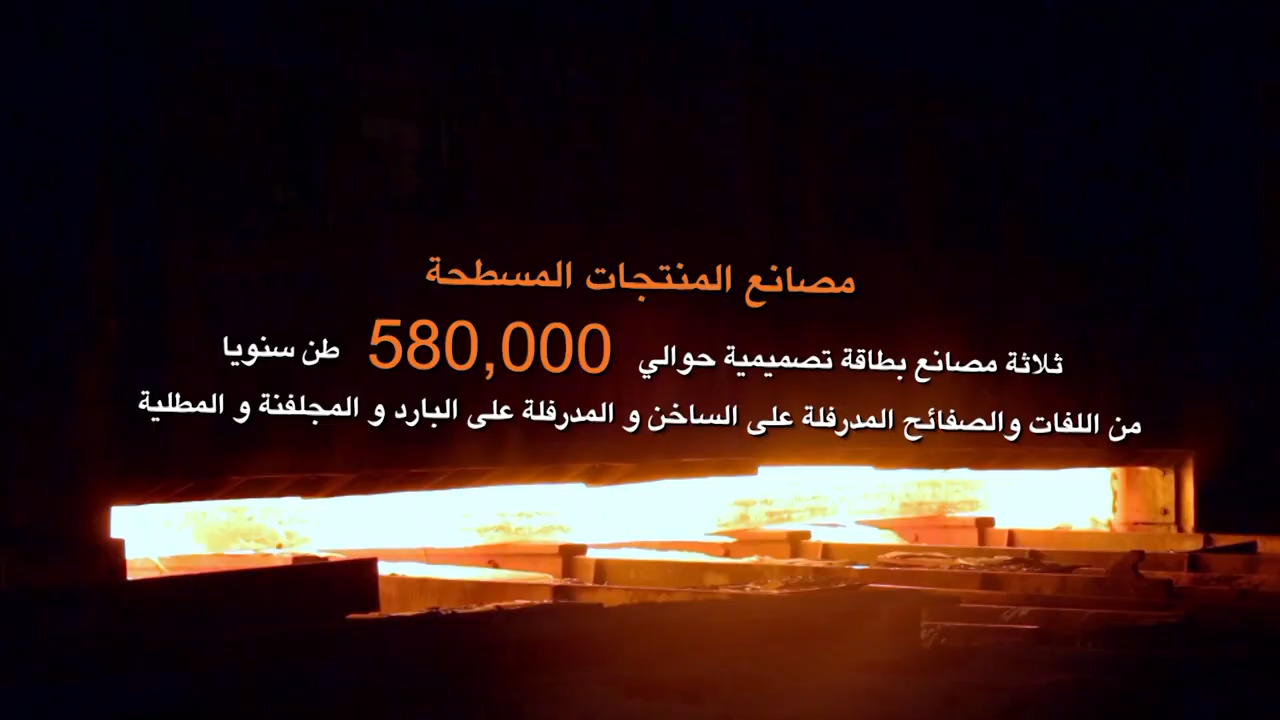 مصانع المنتجات المسطحة
ثلاثة مصانع بطاقة تصميمية حوالي 580,000 طن سنويا
من اللفات والصفائح المدرفلة على الساخن و المدرفلة على البارد و المجلفنة و المطلية